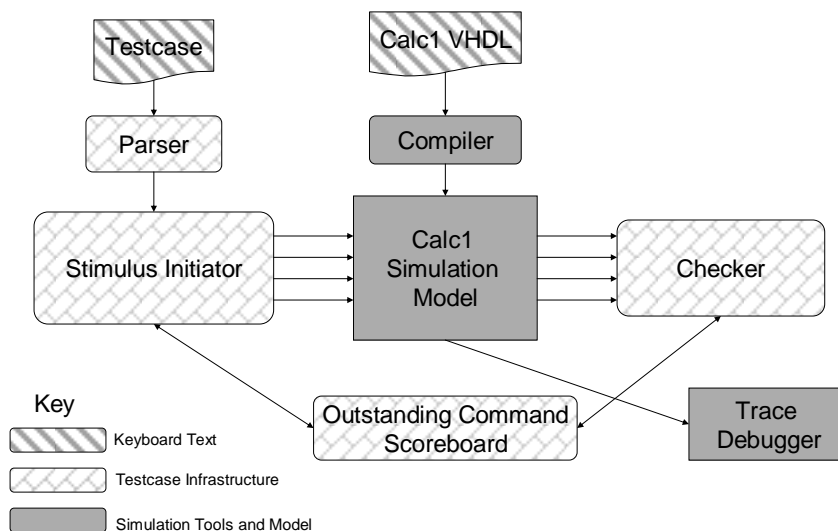 Testcase
Calc1 VHDL
Parser
Compiler
Stimulus Initiator
Calc1
Simulation
Model
Checker
Key
Keyboard Text
Testcase Infrastructure
Simulation Tools and Model
Outstanding Command
Scoreboard
Trace
Debugger